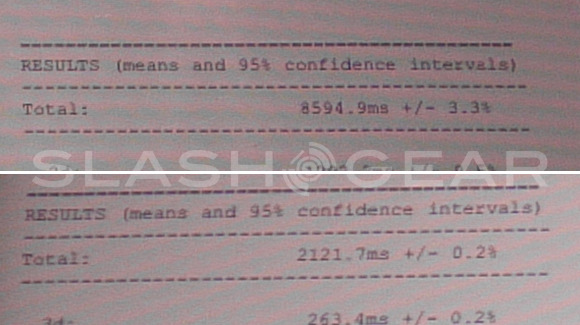 RESULTS (means and 95% confidence intervals)
Total: 8594.9ms +/- 3.3%
SLASHGEAR
RESULTS (means and 95% confidence intervals)
Total: 2121.7ms +/- 0.2%
3d: 263.4ms +/- 0.2%